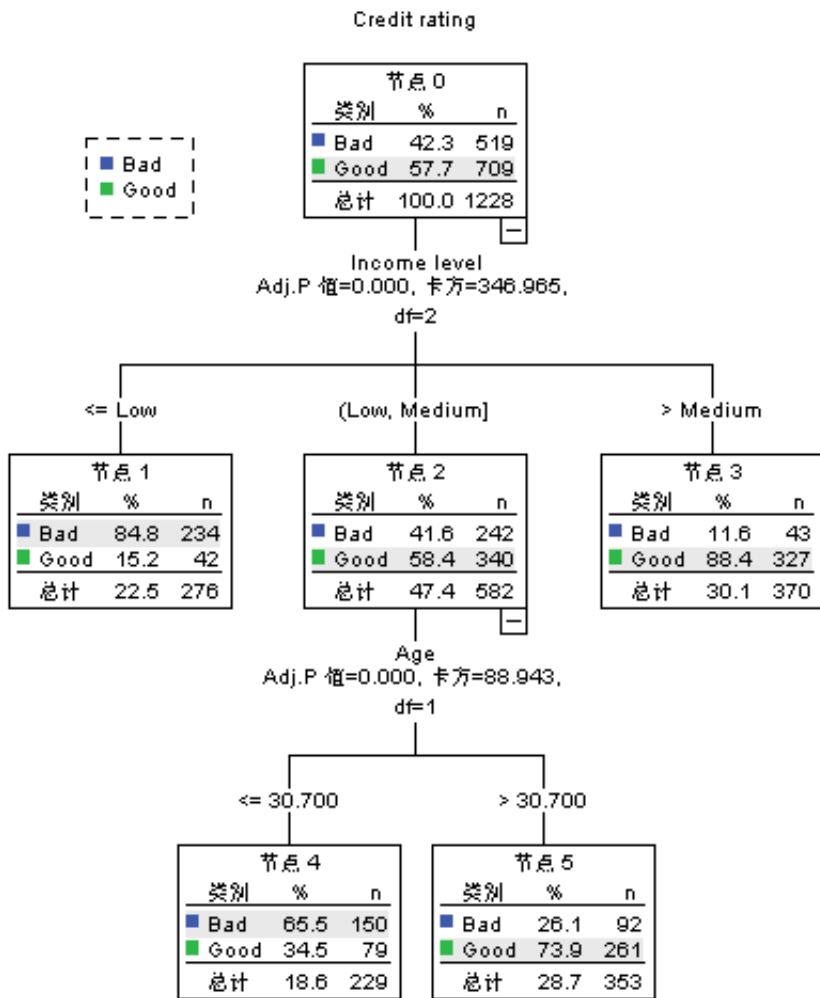 Credit rating
Bad
Good
节点 0
类别 % n
Bad 42.3 519
Good 57.7 709
总计 100.0 1228
Income level
Adj.P 值=0.000, 卡方=346.965,
df=2
<= Low
(Low, Medium]
> Medium
节点 1
类别 % n
Bad 84.8 234
Good 15.2 42
总计 22.5 276
节点 2
类别 % n
Bad 41.6 242
Good 58.4 340
总计 47.4 582
节点 3
类别 % n
Bad 11.6 43
Good 88.4 327
总计 30.1 370
Age
Adj.P 值=0.000, 卡方=88.943,
df=1
<= 30.700
> 30.700
节点 4
类别 % n
Bad 65.5 150
Good 34.5 79
总计 18.6 229
节点 5
类别 % n
Bad 26.1 92
Good 73.9 261
总计 28.7 353